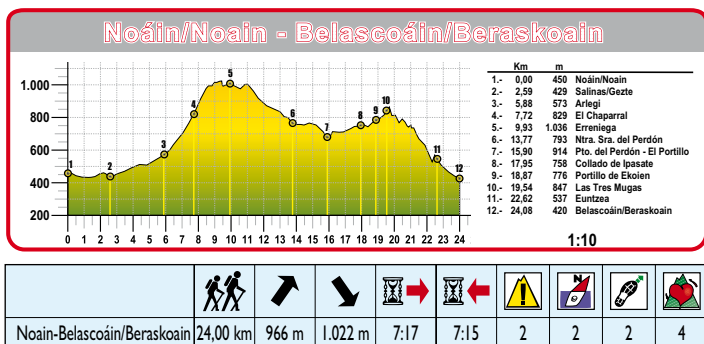 Noáin/Noain - Belascoáin/Beraskoain
Km m
1.- 0,00 450 Noáin/Noain
2.- 2,59 429 Salinas/Gezte
3.- 5,88 573 Arlegi
4.- 7,72 829 El Chaparral
5.- 9,93 1.036 Erreniega
6.- 13,77 793 Ntra. Sra. del Perdón
7.- 15,90 914 Pto. del Perdón - El Portillo
8.- 17,95 758 Collado de Ipasate
9.- 18,87 776 Portillo de Ekoien
10.- 19,54 847 Las Tres Mugas
11.- 22,62 537 Euntzea
12.- 24,08 420 Belascoáin/Beraskoain
1:10
1.000
800
600
400
200
1 2 3 4 5 6 7 8 9 10 11 12
0 1 2 3 4 5 6 7 8 9 10 11 12 13 14 15 16 17 18 19 20 21 22 23 24
N
Noain-Belascoáin/Beraskoain 24,00 km 966 m 1.022 m 7:17 7:15 2 2 2 4